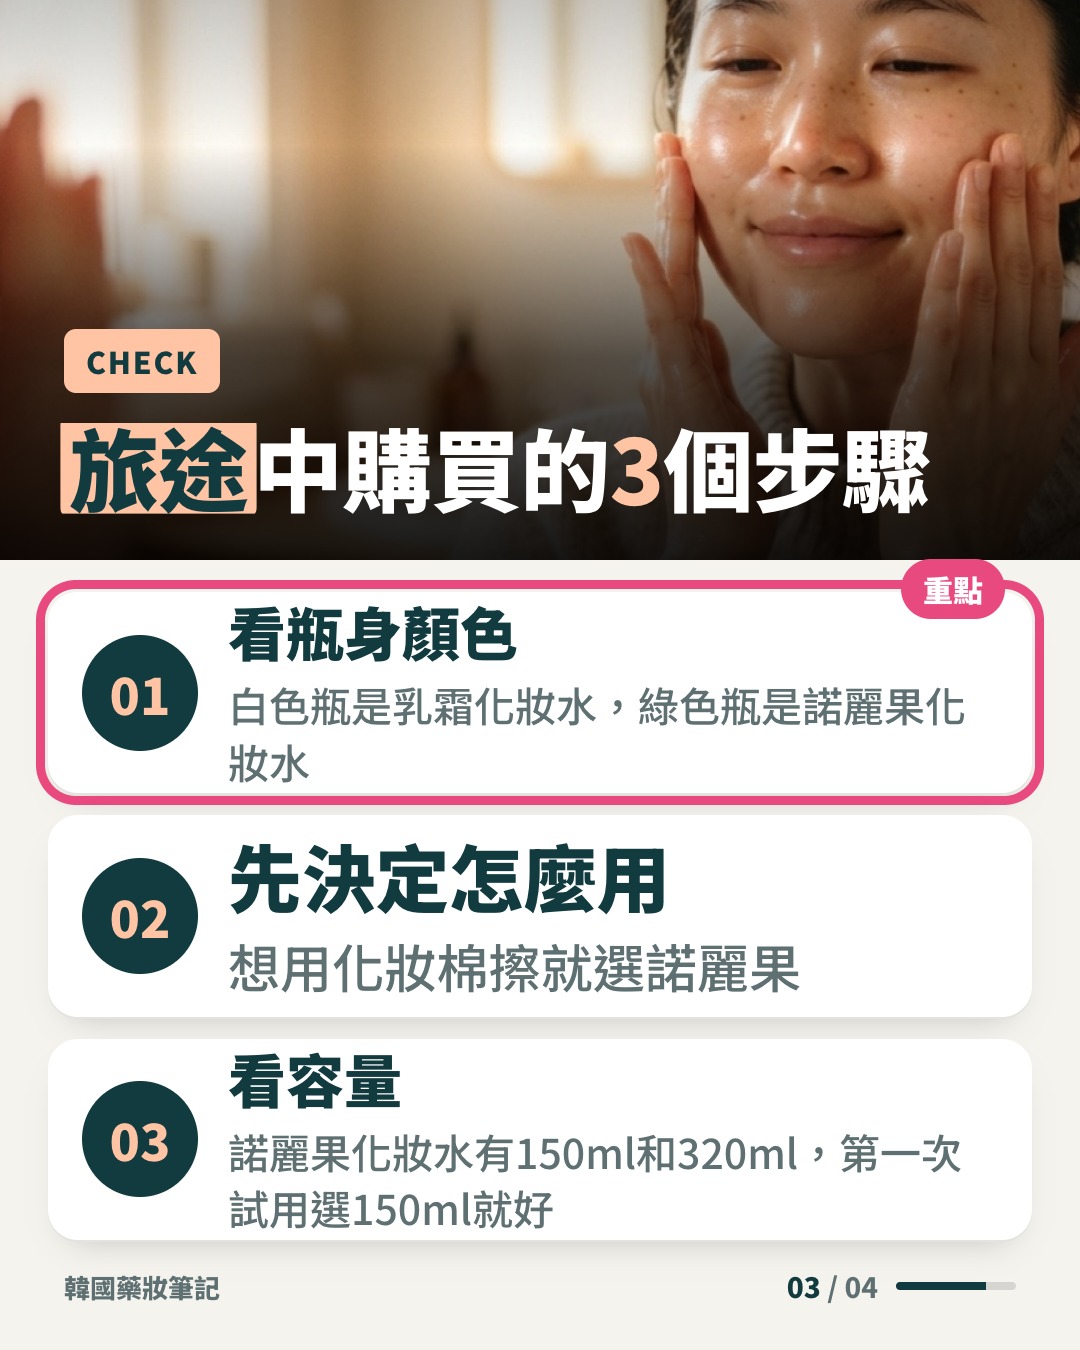 CHECK
旅途中購買的3個步驟
重點
01
看瓶身顏色
白色瓶是乳霜化妝水，綠色瓶是諾麗果化
妝水
02
先決定怎麼用
想用化妝棉擦就選諾麗果
03
看容量
諾麗果化妝水有150ml和320ml，第一次
試用選150ml就好
韓國藥妝筆記
03 / 04